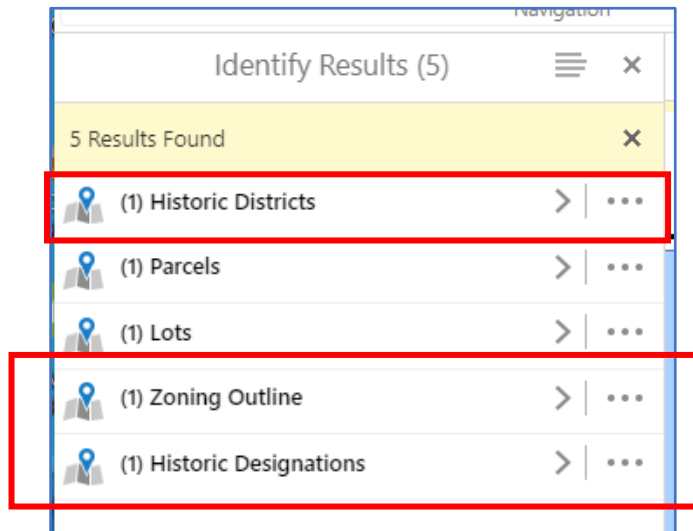 Navigation
Identify Results (5)
5 Results Found
(1) Historic Districts
(1) Parcels
(1) Lots
(1) Zoning Outline
(1) Historic Designations